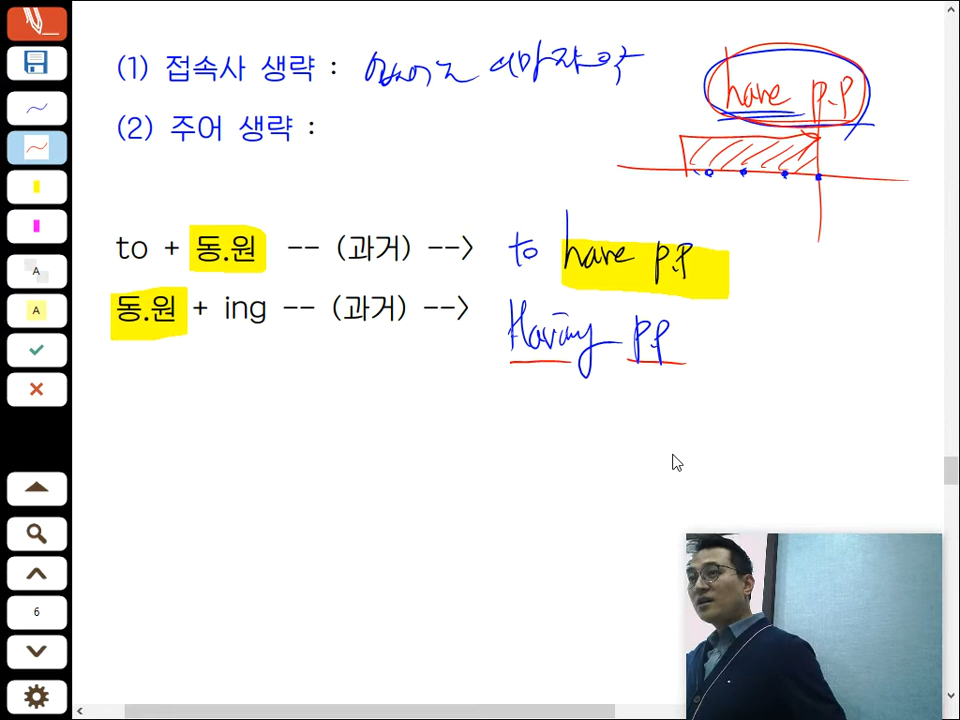 (1) 접속사 생략 :
have p.p
(2) 주어 생략 :
to + 동.원 -- (과거) --> to have p.p
동.원 + ing -- (과거) --> Having p.p
A
A
6